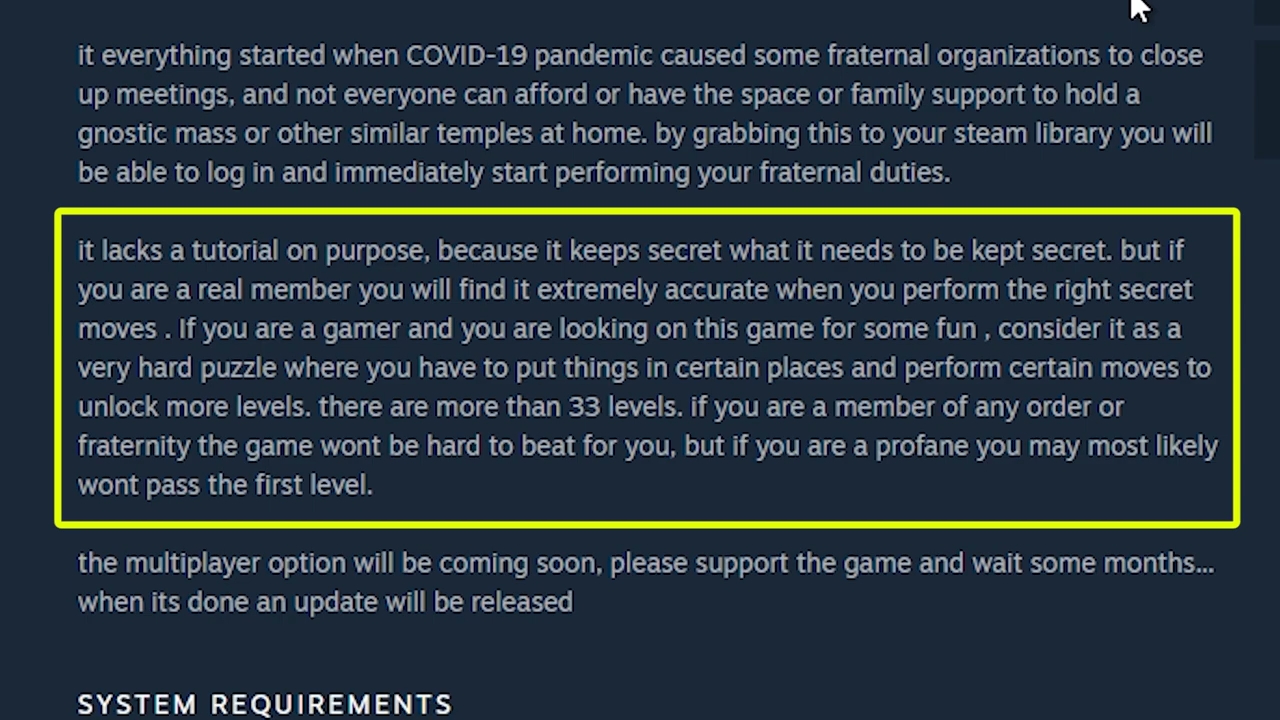 it everything started when COVID-19 pandemic caused some fraternal organizations to close
up meetings, and not everyone can afford or have the space or family support to hold a
gnostic mass or other similar temples at home. by grabbing this to your steam library you will
be able to log in and immediately start performing your fraternal duties.
it lacks a tutorial on purpose, because it keeps secret what it needs to be kept secret. but if
you are a real member you will find it extremely accurate when you perform the right secret
moves . If you are a gamer and you are looking on this game for some fun , consider it as a
very hard puzzle where you have to put things in certain places and perform certain moves to
unlock more levels. there are more than 33 levels. if you are a member of any order or
fraternity the game wont be hard to beat for you, but if you are a profane you may most likely
wont pass the first level.
the multiplayer option will be coming soon, please support the game and wait some months...
when its done an update will be released
SYSTEM REQUIREMENTS